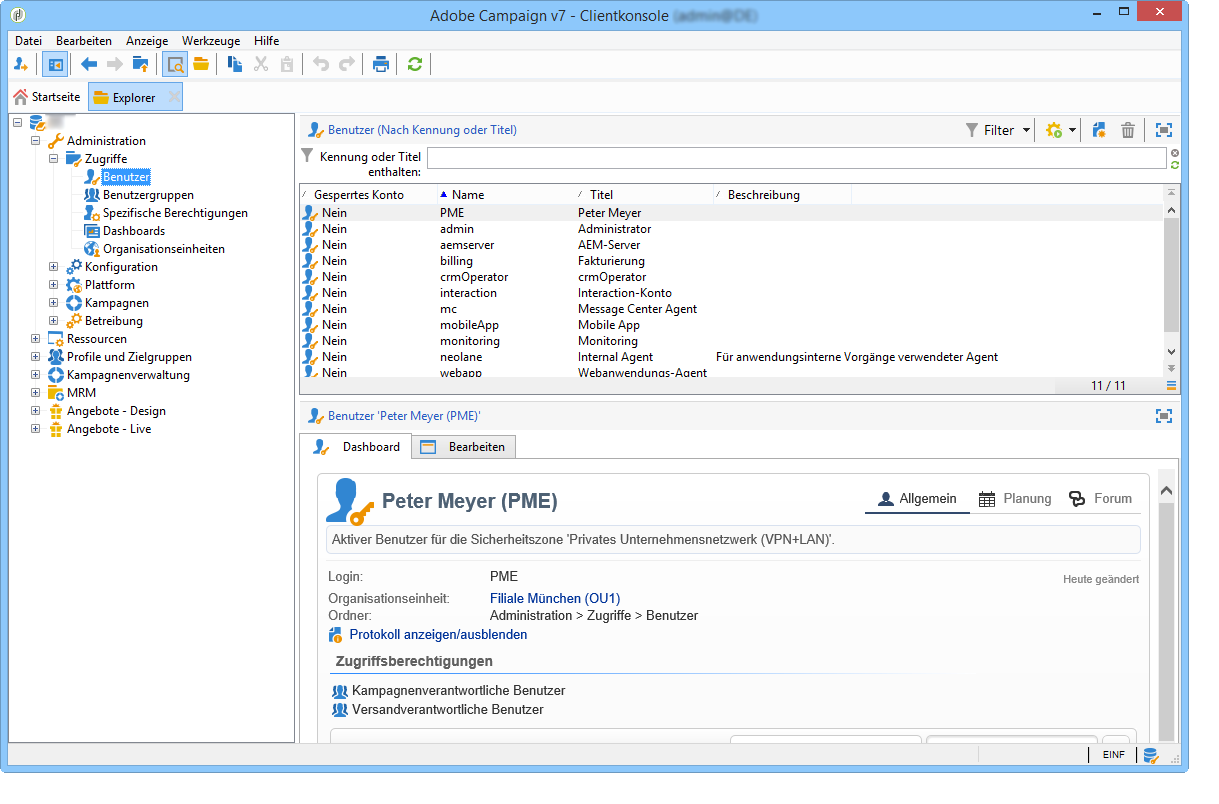 Adobe Campaign v7 - Clientkonsole
Datei Bearbeiten Anzeige Werkzeuge Hilfe
Startseite Explorer
Administration
Zugriffe
Benutzer
Benutzergruppen
Spezifische Berechtigungen
Dashboards
Organisationseinheiten
Konfiguration
Plattform
Kampagnen
Betreibung
Ressourcen
Profile und Zielgruppen
Kampagnenverwaltung
MRM
Angebote - Design
Angebote - Live
Benutzer (Nach Kennung oder Titel) Filter
Kennung oder Titel
enthalten:
Gesperrtes Konto Name Titel Beschreibung
Nein PME Peter Meyer
Nein admin Administrator
Nein aemserver AEM-Server
Nein billing Fakturierung
Nein crmOperator crmOperator
Nein interaction Interaction-Konto
Nein mc Message Center Agent
Nein mobileApp Mobile App
Nein monitoring Monitoring
Nein neolane Internal Agent Für anwendungsinterne Vorgänge verwendeter Agent
Nein webapp Webanwendungs-Agent
11 / 11
Benutzer 'Peter Meyer (PME)'
Dashboard Bearbeiten
Peter Meyer (PME) Allgemein Planung Forum
Aktiver Benutzer für die Sicherheitszone 'Privates Unternehmensnetzwerk (VPN+LAN)'.
Login: PME Heute geändert
Organisationseinheit: Filiale München (OU1)
Ordner: Administration > Zugriffe > Benutzer
Protokoll anzeigen/ausblenden
Zugriffsberechtigungen
Kampagnenverantwortliche Benutzer
Versandverantwortliche Benutzer
EINF